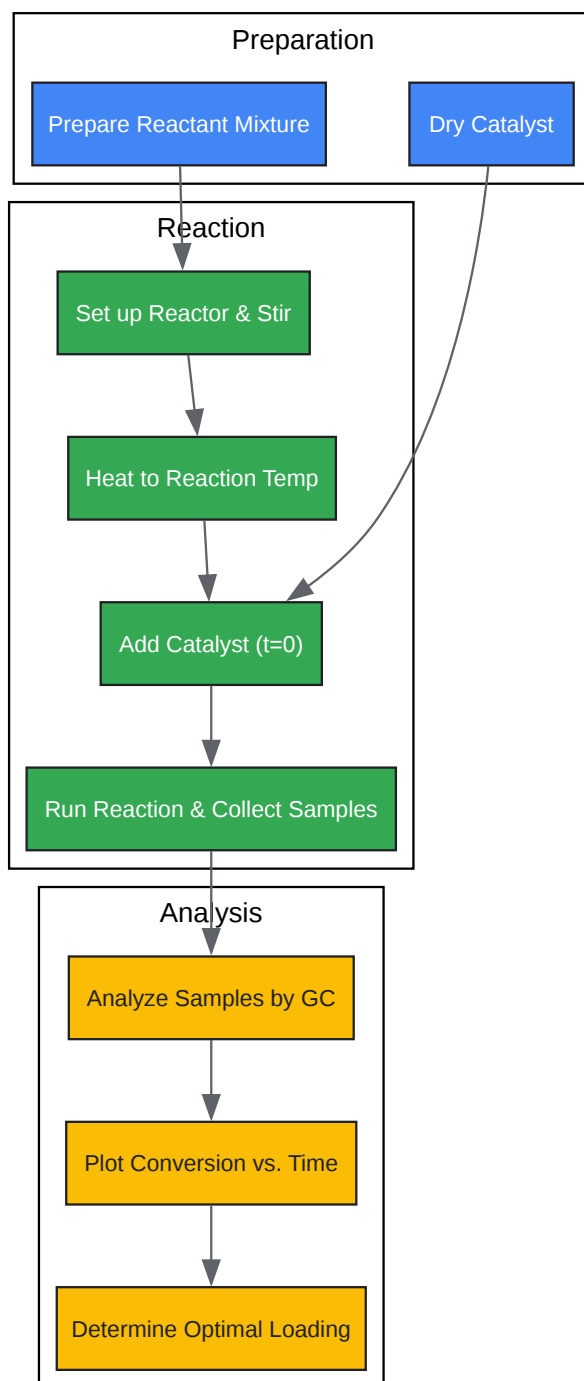 Preparation
Prepare Reactant Mixture
Dry Catalyst
Reaction
Set up Reactor & Stir
Heat to Reaction Temp
Add Catalyst (t=0)
Run Reaction & Collect Samples
Analysis
Analyze Samples by GC
Plot Conversion vs. Time
Determine Optimal Loading